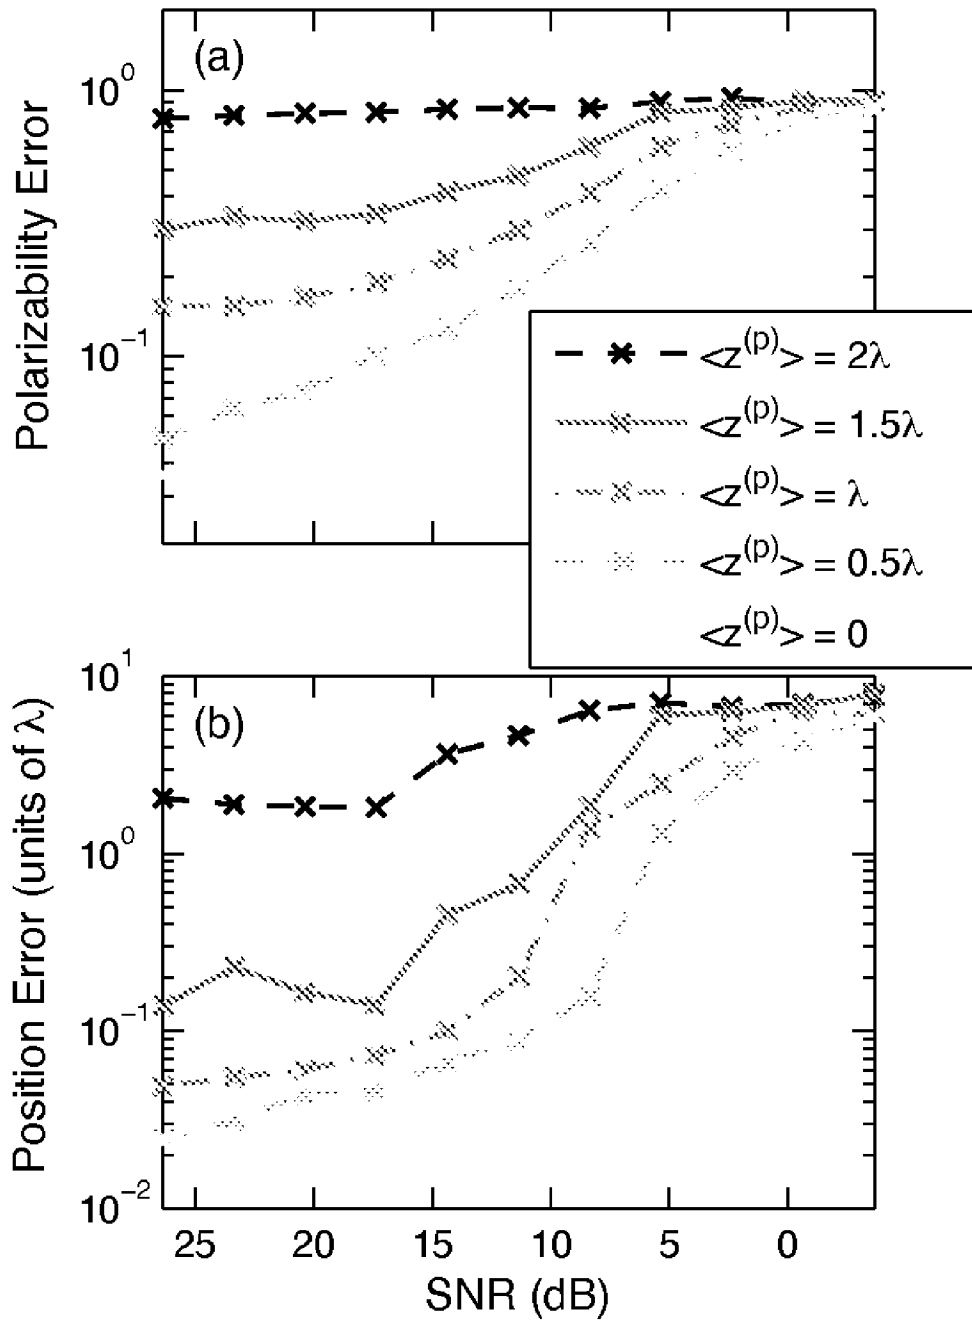 (a)
10^0
10^-1
Polarizability Error
<z^(p)> = 2λ
<z^(p)> = 1.5λ
<z^(p)> = λ
<z^(p)> = 0.5λ
<z^(p)> = 0
(b)
10^1
10^0
10^-1
10^-2
Position Error (units of λ)
25 20 15 10 5 0
SNR (dB)